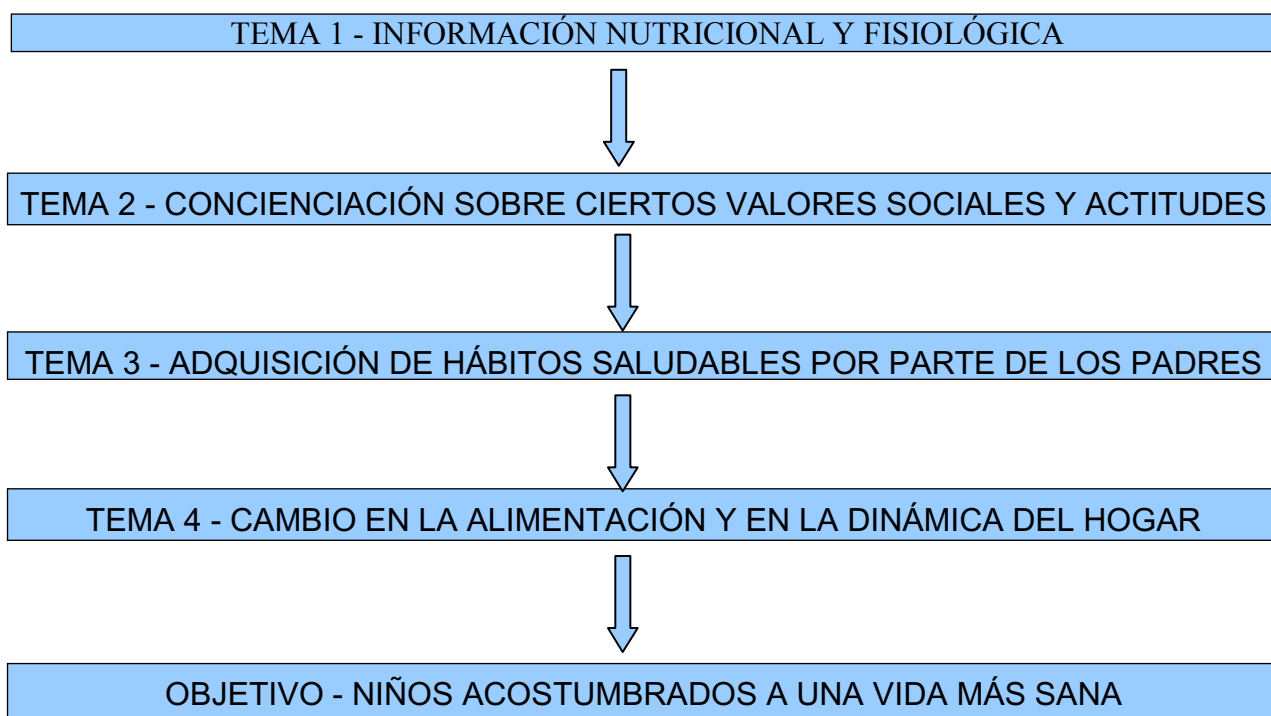 TEMA 1 - INFORMACIÓN NUTRICIONAL Y FISIOLÓGICA
TEMA 2 - CONCIENCIACIÓN SOBRE CIERTOS VALORES SOCIALES Y ACTITUDES
TEMA 3 - ADQUISICIÓN DE HÁBITOS SALUDABLES POR PARTE DE LOS PADRES
TEMA 4 - CAMBIO EN LA ALIMENTACIÓN Y EN LA DINÁMICA DEL HOGAR
OBJETIVO - NIÑOS ACOSTUMBRADOS A UNA VIDA MÁS SANA